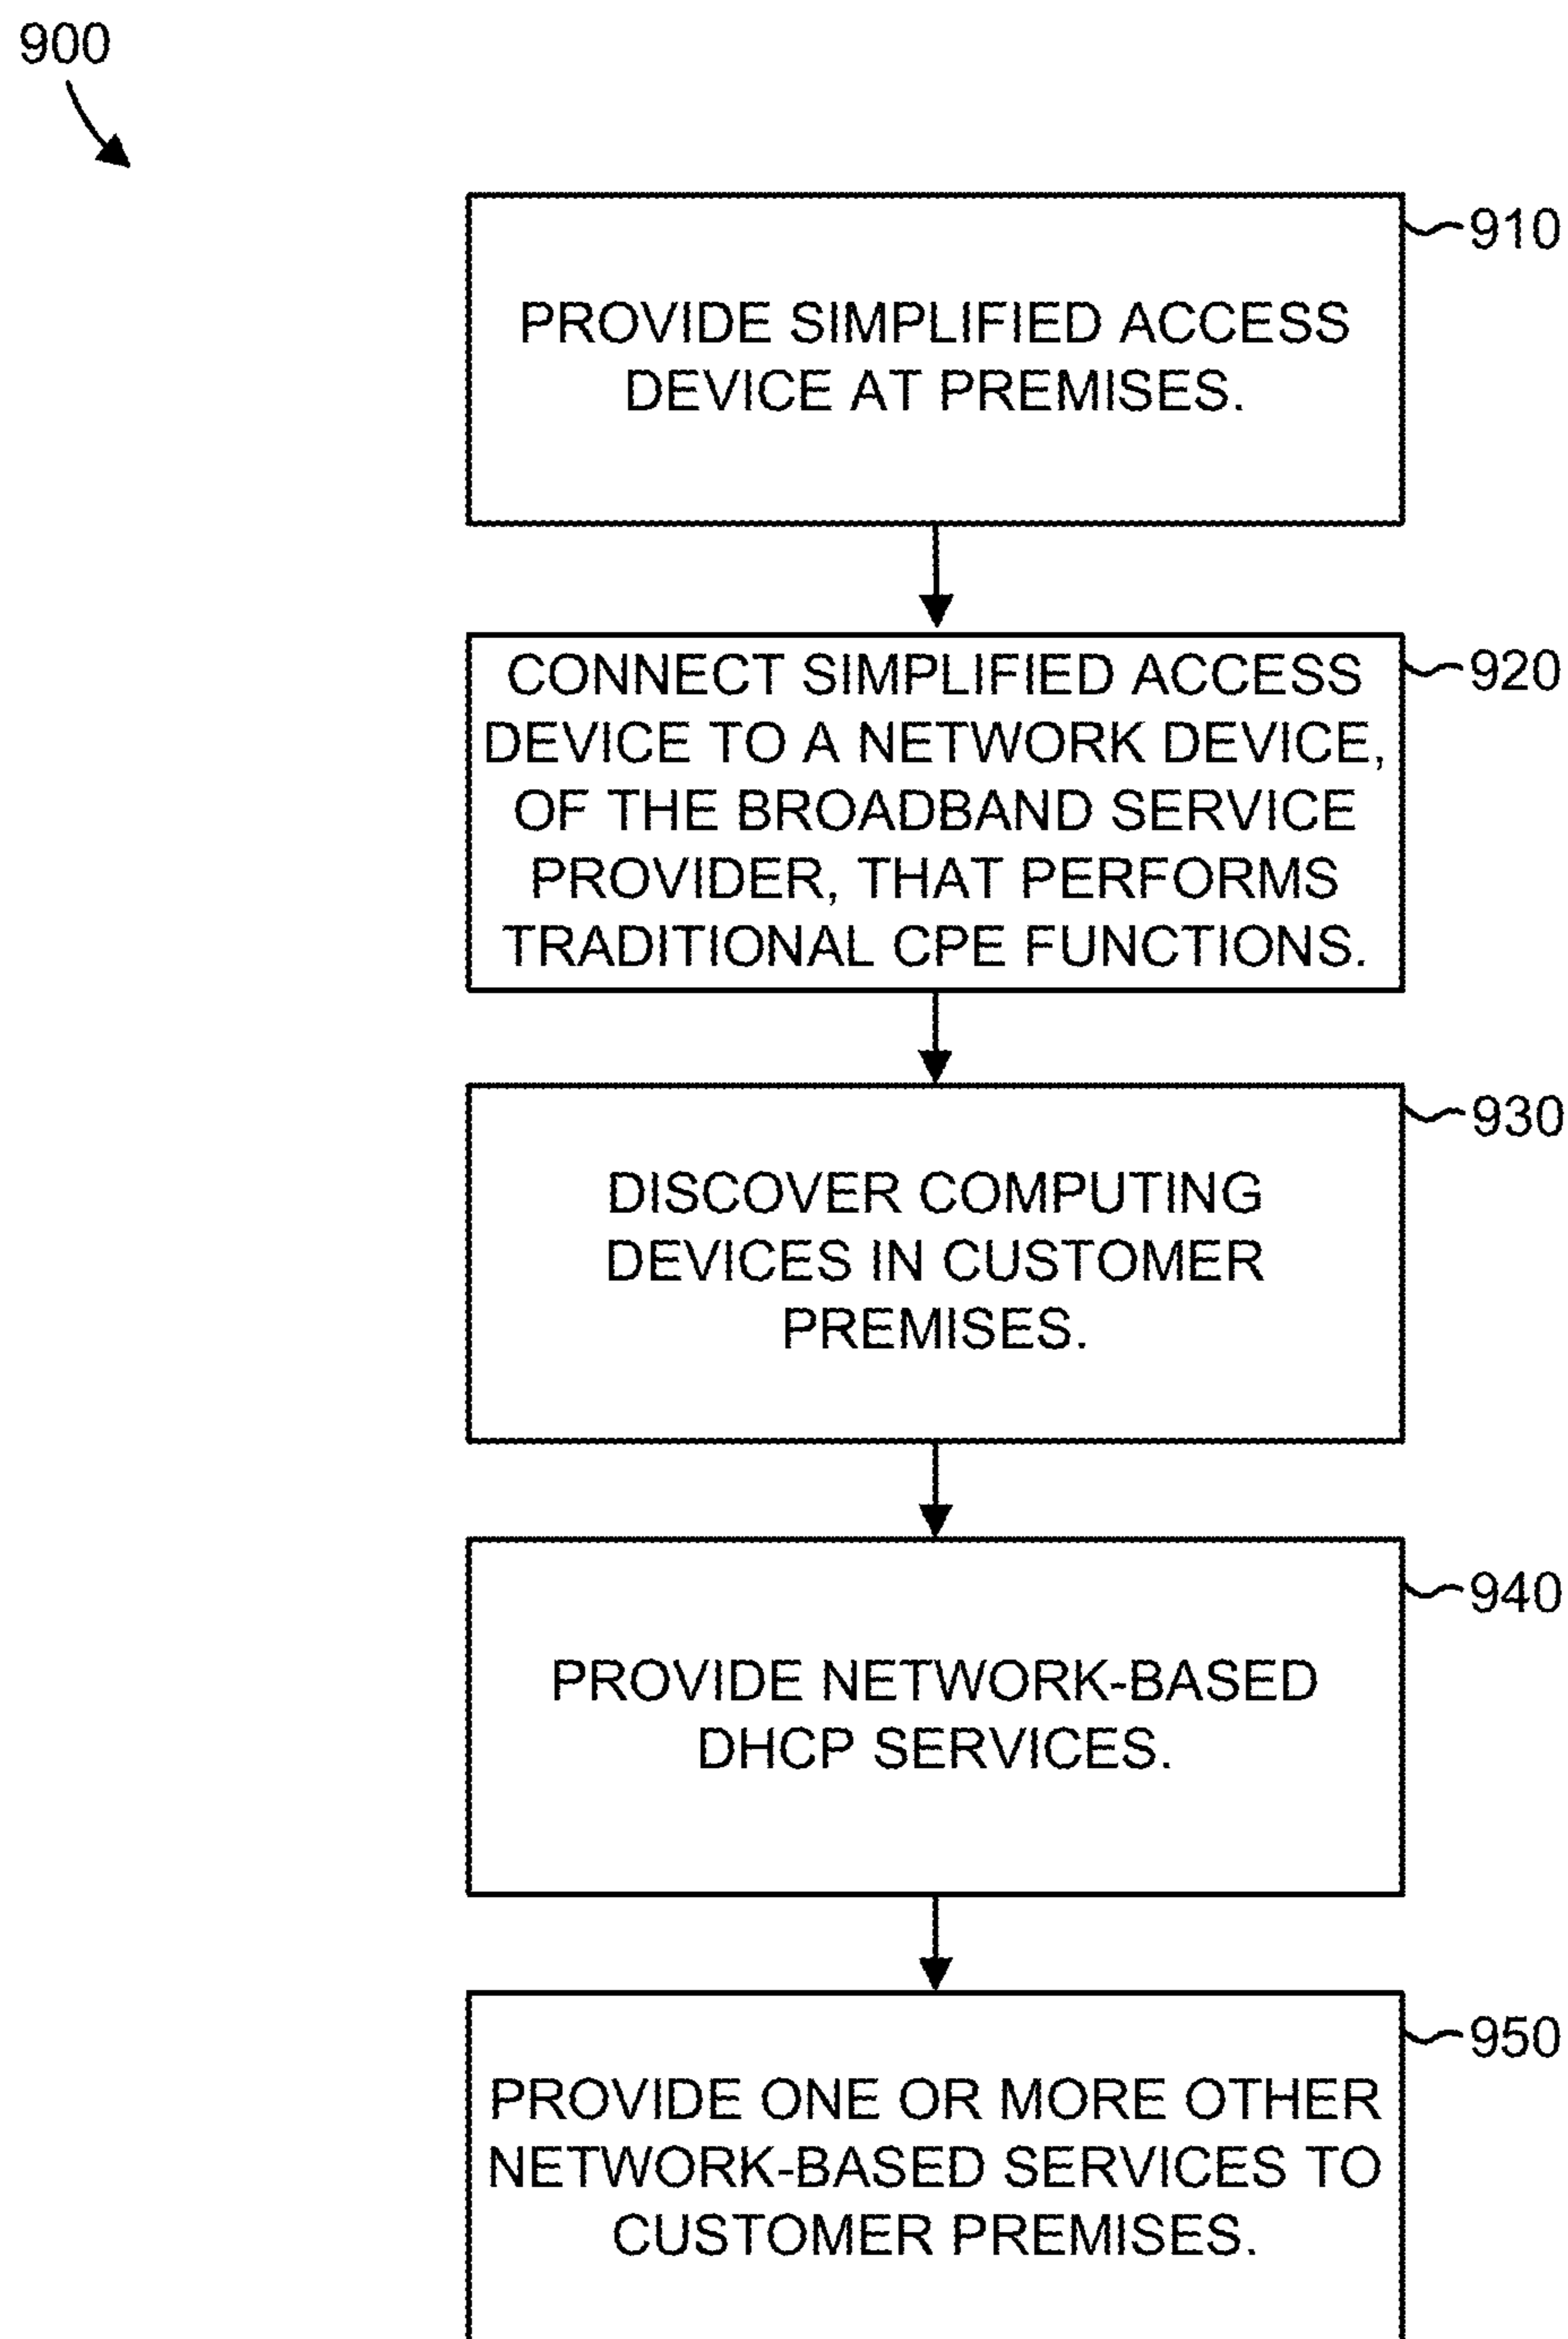 900
910
PROVIDE SIMPLIFIED ACCESS
DEVICE AT PREMISES.
920
CONNECT SIMPLIFIED ACCESS
DEVICE TO A NETWORK DEVICE,
OF THE BROADBAND SERVICE
PROVIDER, THAT PERFORMS
TRADITIONAL CPE FUNCTIONS.
930
DISCOVER COMPUTING
DEVICES IN CUSTOMER
PREMISES.
940
PROVIDE NETWORK-BASED
DHCP SERVICES.
950
PROVIDE ONE OR MORE OTHER
NETWORK-BASED SERVICES TO
CUSTOMER PREMISES.